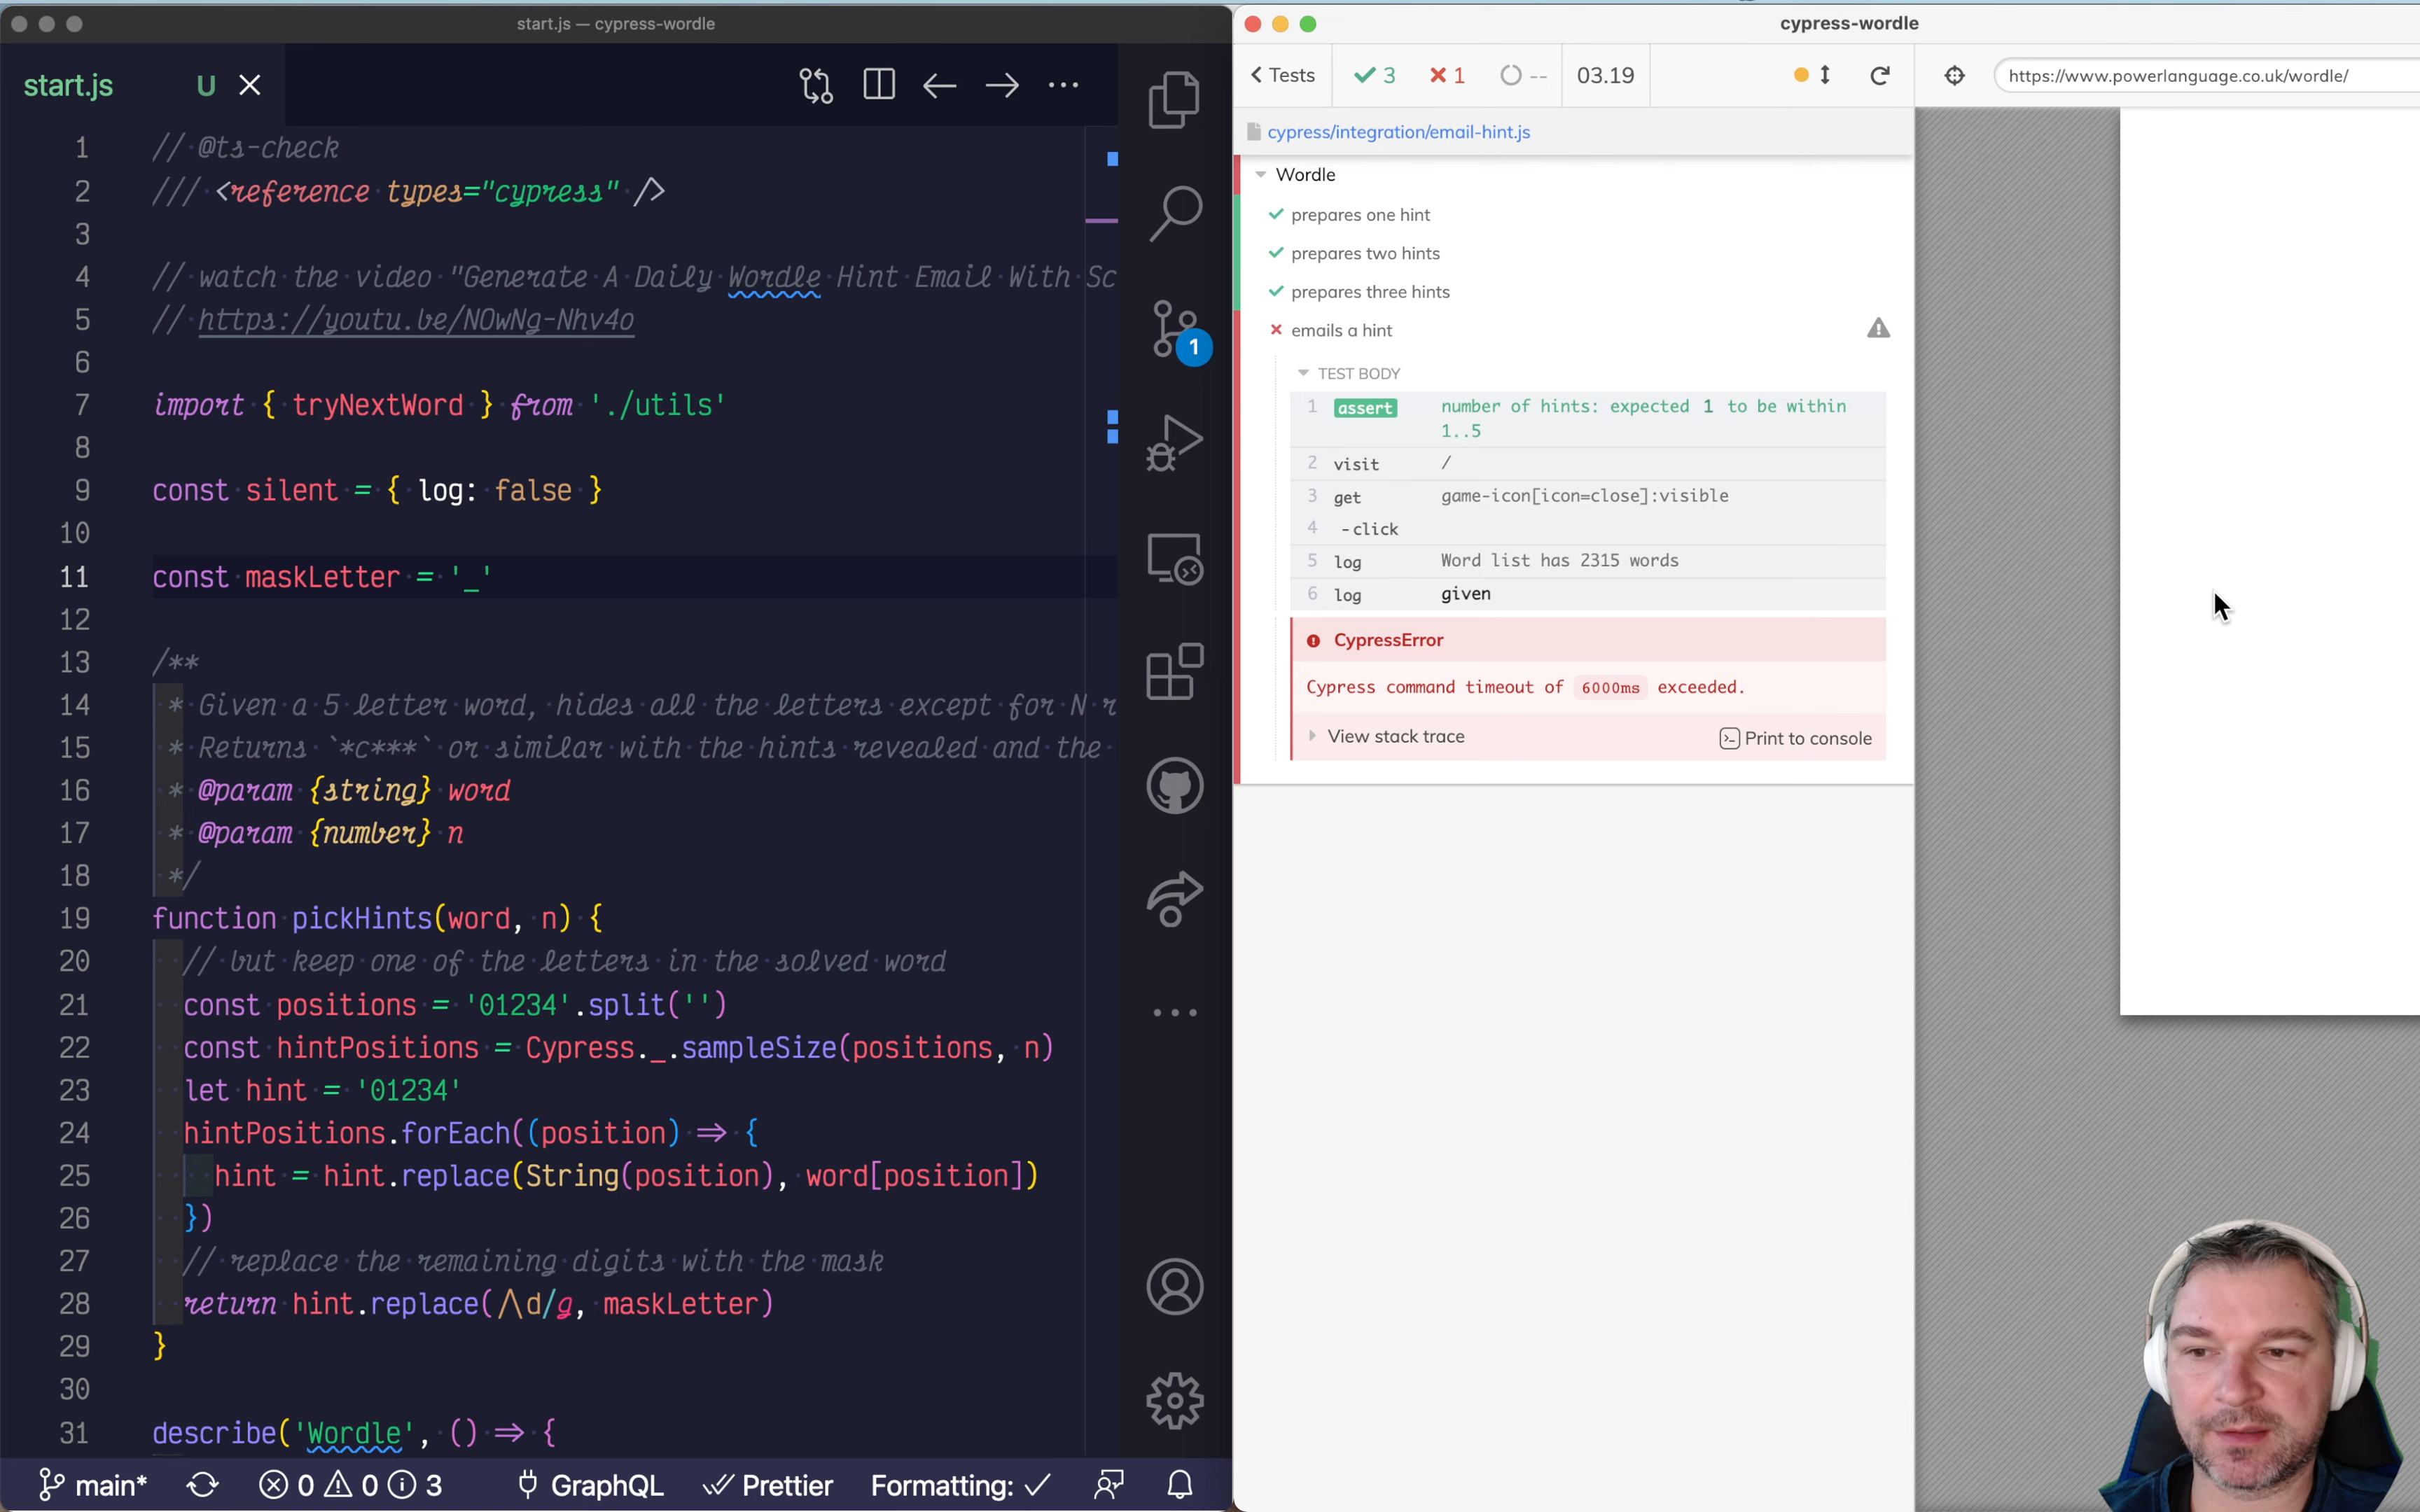 start.js — cypress-wordle
start.js U
1 // @ts-check
2 /// <reference types="cypress" />
3
4 // watch the video "Generate A Daily Wordle Hint Email With Sc
5 // https://youtu.be/NOwNg-Nhv4o
6
7 import { tryNextWord } from './utils'
8
9 const silent = { log: false }
10
11 const maskLetter = '_'
12
13 /**
14 * Given a 5 letter word, hides all the letters except for N r
15 * Returns `*c***` or similar with the hints revealed and the
16 * @param {string} word
17 * @param {number} n
18 */
19 function pickHints(word, n) {
20 // but keep one of the letters in the solved word
21 const positions = '01234'.split('')
22 const hintPositions = Cypress._.sampleSize(positions, n)
23 let hint = '01234'
24 hintPositions.forEach((position) => {
25 hint = hint.replace(String(position), word[position])
26 })
27 // replace the remaining digits with the mask
28 return hint.replace(/\d/g, maskLetter)
29 }
30
31 describe('Wordle', () => {
1
main* 0 0 3 GraphQL Prettier Formatting: ✓
cypress-wordle
Tests 3 1 -- 03.19
https://www.powerlanguage.co.uk/wordle/
cypress/integration/email-hint.js
Wordle
prepares one hint
prepares two hints
prepares three hints
emails a hint
TEST BODY
1 assert number of hints: expected 1 to be within
1..5
2 visit /
3 get game-icon[icon=close]:visible
4 -click
5 log Word list has 2315 words
6 log given
CypressError
Cypress command timeout of 6000ms exceeded.
View stack trace Print to console